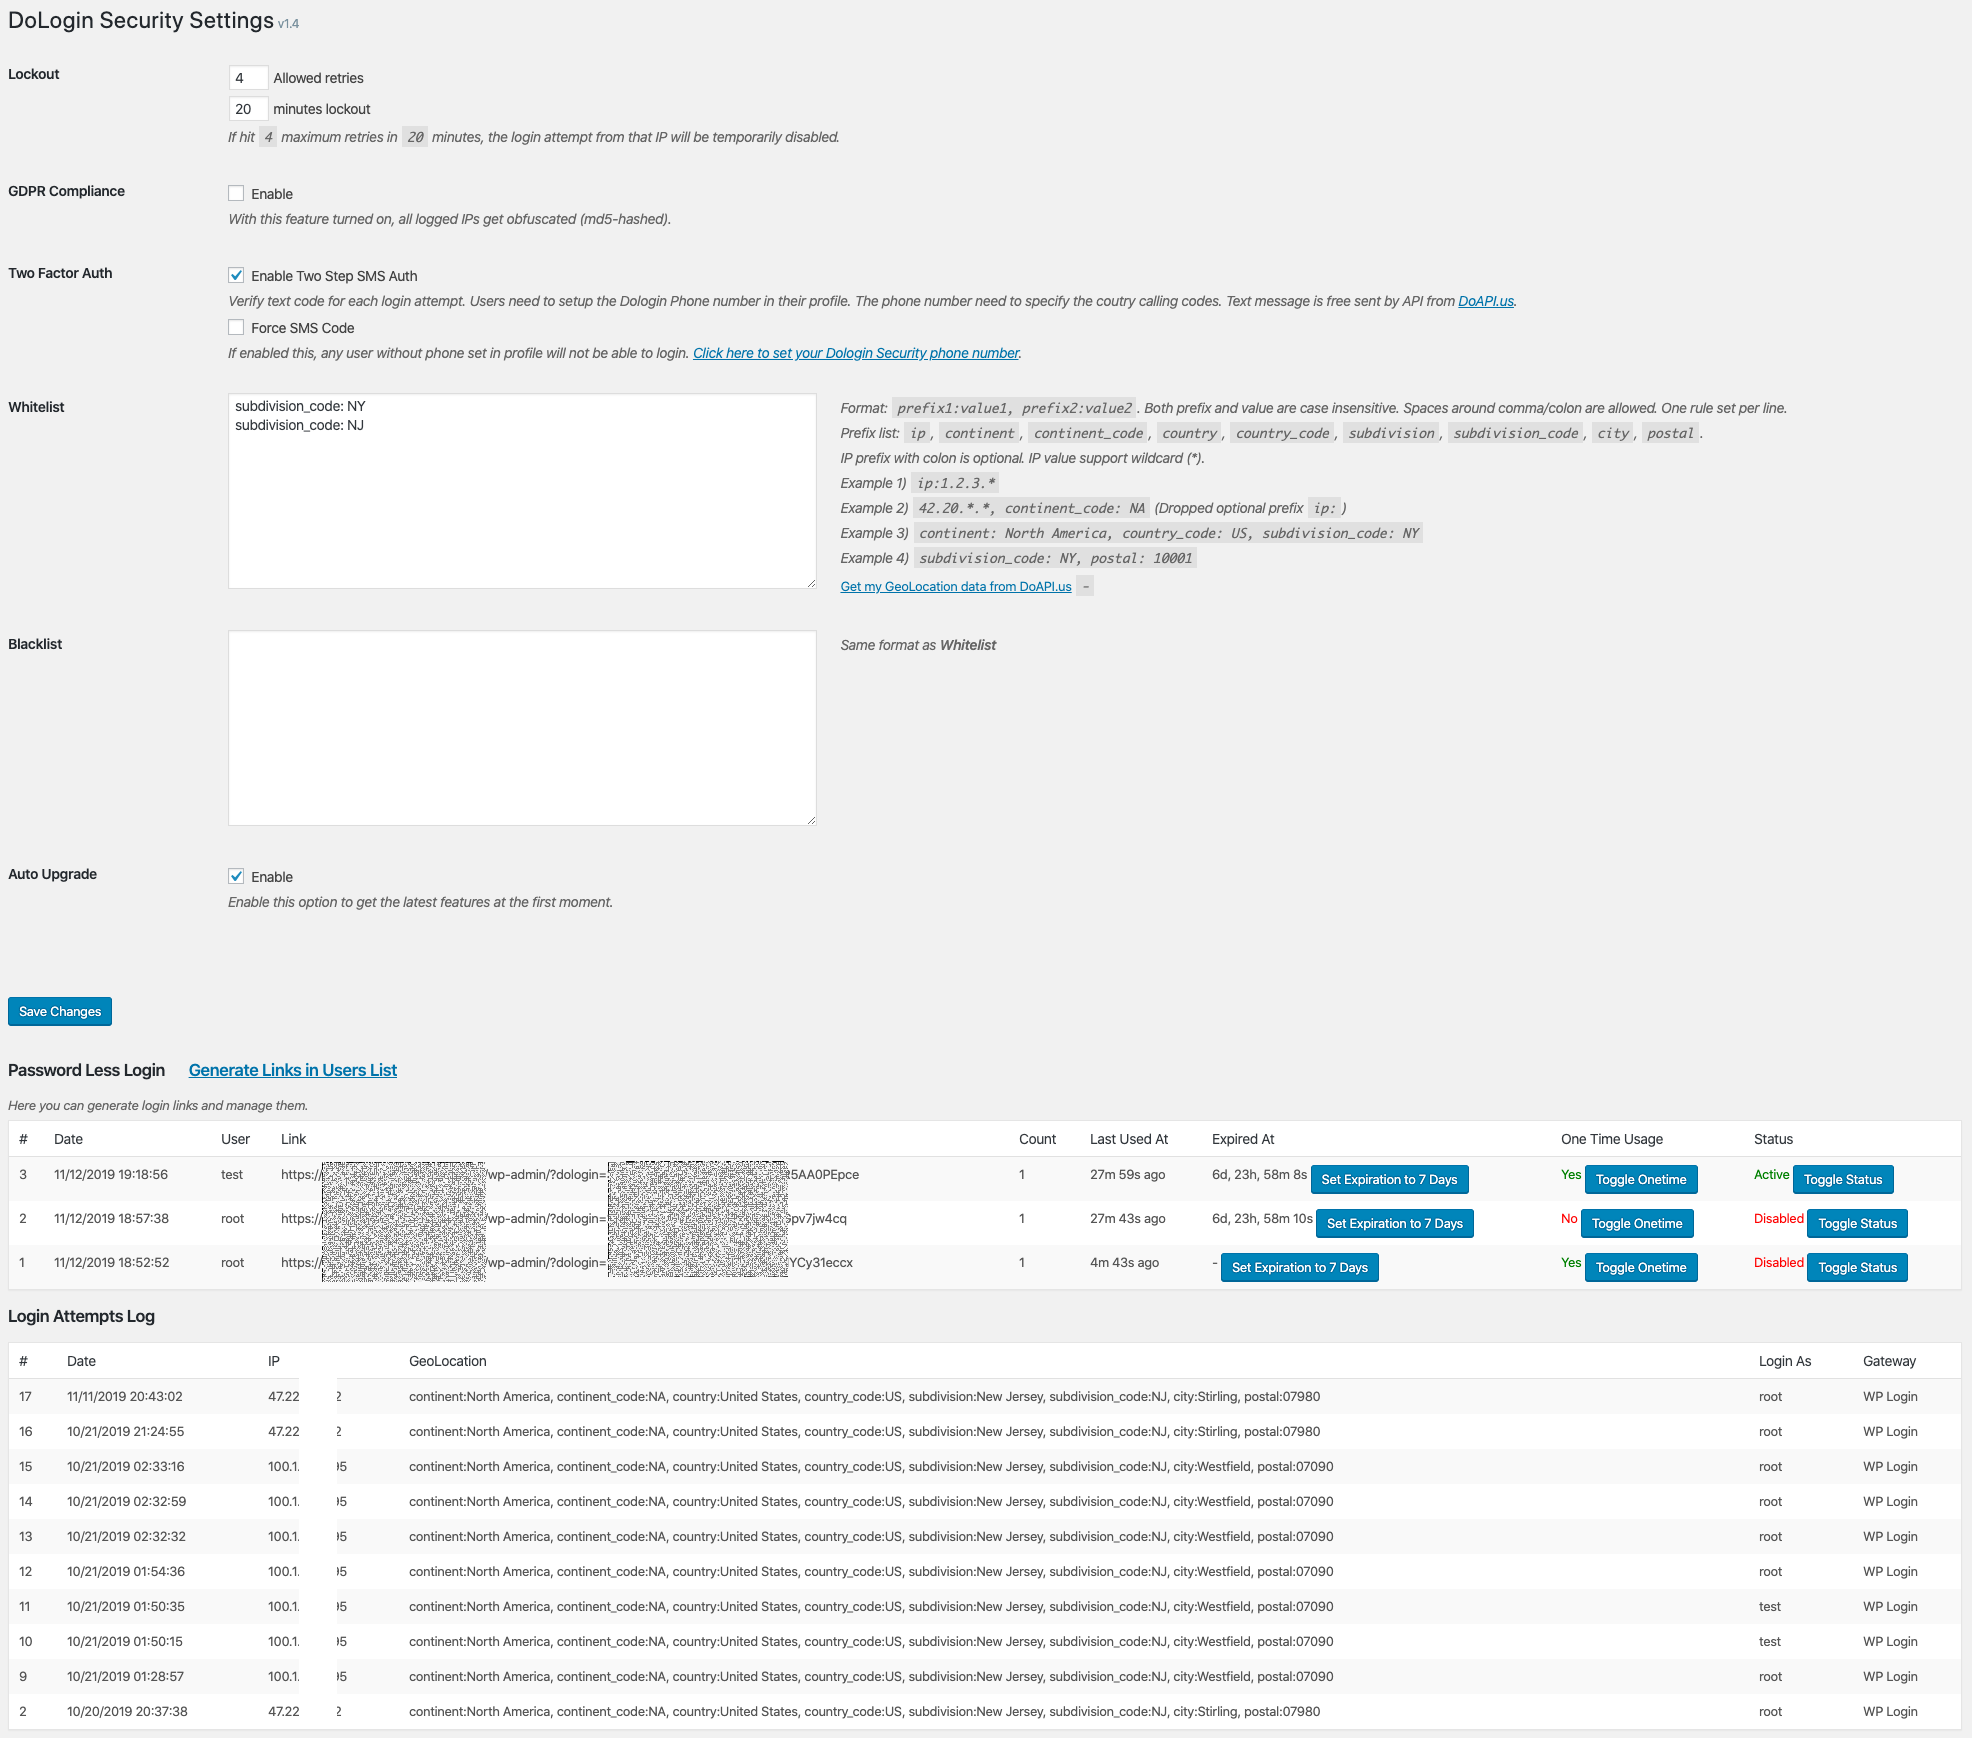 DoLogin Security Settings v1.4
Lockout
4 Allowed retries
20 minutes lockout
If hit 4 maximum retries in 20 minutes, the login attempt from that IP will be temporarily disabled.
GDPR Compliance
Enable
With this feature turned on, all logged IPs get obfuscated (md5-hashed).
Two Factor Auth
Enable Two Step SMS Auth
Verify text code for each login attempt. Users need to setup the Dologin Phone number in their profile. The phone number need to specify the coutry calling codes. Text message is free sent by API from DoAPI.us.
Force SMS Code
If enabled this, any user without phone set in profile will not be able to login. Click here to set your Dologin Security phone number.
Whitelist
subdivision_code: NY
subdivision_code: NJ
Format: prefix1:value1, prefix2:value2. Both prefix and value are case insensitive. Spaces around comma/colon are allowed. One rule set per line.
Prefix list: ip, continent, continent_code, country, country_code, subdivision, subdivision_code, city, postal.
IP prefix with colon is optional. IP value support wildcard (*).
Example 1) ip:1.2.3.*
Example 2) 42.20.*.*, continent_code: NA (Dropped optional prefix ip:)
Example 3) continent: North America, country_code: US, subdivision_code: NY
Example 4) subdivision_code: NY, postal: 10001
Get my GeoLocation data from DoAPI.us -
Blacklist
Same format as Whitelist
Auto Upgrade
Enable
Enable this option to get the latest features at the first moment.
Save Changes
Password Less Login Generate Links in Users List
Here you can generate login links and manage them.
# Date User Link Count Last Used At Expired At One Time Usage Status
3 11/12/2019 19:18:56 test https:// /wp-admin/?dologin= 5AA0PEpce 1 27m 59s ago 6d, 23h, 58m 8s Set Expiration to 7 Days Yes Toggle Onetime Active Toggle Status
2 11/12/2019 18:57:38 root https:// /wp-admin/?dologin= pv7jw4cq 1 27m 43s ago 6d, 23h, 58m 10s Set Expiration to 7 Days No Toggle Onetime Disabled Toggle Status
1 11/12/2019 18:52:52 root https:// /wp-admin/?dologin= YCy31eccx 1 4m 43s ago - Set Expiration to 7 Days Yes Toggle Onetime Disabled Toggle Status
Login Attempts Log
# Date IP GeoLocation Login As Gateway
17 11/11/2019 20:43:02 47.22 2 continent:North America, continent_code:NA, country:United States, country_code:US, subdivision:New Jersey, subdivision_code:NJ, city:Stirling, postal:07980 root WP Login
16 10/21/2019 21:24:55 47.22 2 continent:North America, continent_code:NA, country:United States, country_code:US, subdivision:New Jersey, subdivision_code:NJ, city:Stirling, postal:07980 root WP Login
15 10/21/2019 02:33:16 100.1. 95 continent:North America, continent_code:NA, country:United States, country_code:US, subdivision:New Jersey, subdivision_code:NJ, city:Westfield, postal:07090 root WP Login
14 10/21/2019 02:32:59 100.1. 95 continent:North America, continent_code:NA, country:United States, country_code:US, subdivision:New Jersey, subdivision_code:NJ, city:Westfield, postal:07090 root WP Login
13 10/21/2019 02:32:32 100.1. 95 continent:North America, continent_code:NA, country:United States, country_code:US, subdivision:New Jersey, subdivision_code:NJ, city:Westfield, postal:07090 root WP Login
12 10/21/2019 01:54:36 100.1. 95 continent:North America, continent_code:NA, country:United States, country_code:US, subdivision:New Jersey, subdivision_code:NJ, city:Westfield, postal:07090 root WP Login
11 10/21/2019 01:50:35 100.1. 95 continent:North America, continent_code:NA, country:United States, country_code:US, subdivision:New Jersey, subdivision_code:NJ, city:Westfield, postal:07090 test WP Login
10 10/21/2019 01:50:15 100.1. 95 continent:North America, continent_code:NA, country:United States, country_code:US, subdivision:New Jersey, subdivision_code:NJ, city:Westfield, postal:07090 test WP Login
9 10/21/2019 01:28:57 100.1. 95 continent:North America, continent_code:NA, country:United States, country_code:US, subdivision:New Jersey, subdivision_code:NJ, city:Westfield, postal:07090 root WP Login
2 10/20/2019 20:37:38 47.22 2 continent:North America, continent_code:NA, country:United States, country_code:US, subdivision:New Jersey, subdivision_code:NJ, city:Stirling, postal:07980 root WP Login